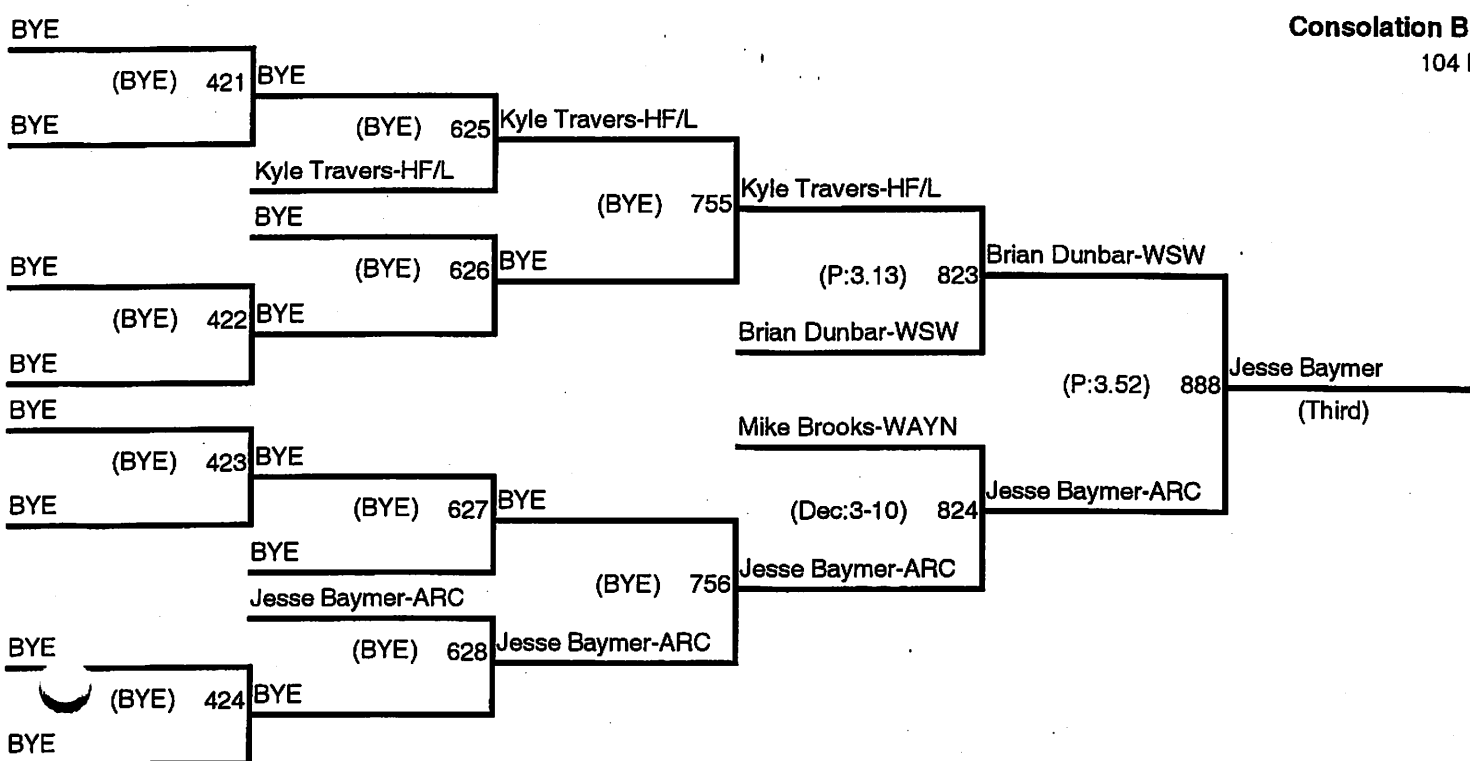 Consolation B
104
BYE
(BYE) 421
BYE
BYE
(BYE) 625
Kyle Travers-HF/L
Kyle Travers-HF/L
BYE
(BYE) 626
BYE
(BYE) 422
BYE
BYE
BYE
(BYE) 755
Kyle Travers-HF/L
(P:3.13) 823
Brian Dunbar-WSW
Brian Dunbar-WSW
(P:3.52) 888
Jesse Baymer
(Third)
BYE
(BYE) 423
BYE
BYE
(BYE) 627
BYE
BYE
Jesse Baymer-ARC
(BYE) 628
Jesse Baymer-ARC
BYE
(BYE) 424
BYE
BYE
(BYE) 756
Jesse Baymer-ARC
Mike Brooks-WAYN
(Dec:3-10) 824
Jesse Baymer-ARC